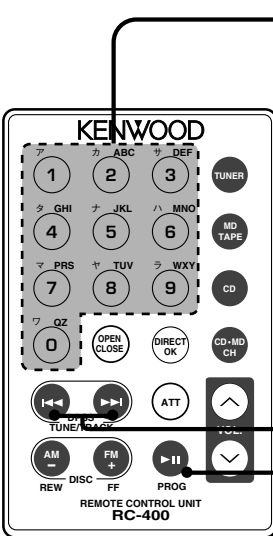 KENWOOD
ア カ ABC サ DEF
1 2 3 TUNER
タ GHI ナ JKL ハ MNO
4 5 6 MD TAPE
マ PRS ヤ TUV ラ WXY
7 8 9 CD
ワ QZ
0 OPEN CLOSE DIRECT OK CD•MD CH
ATT
TUNE/TRACK
VOL.
AM – FM +
DISC
REW FF PROG
REMOTE CONTROL UNIT
RC-400